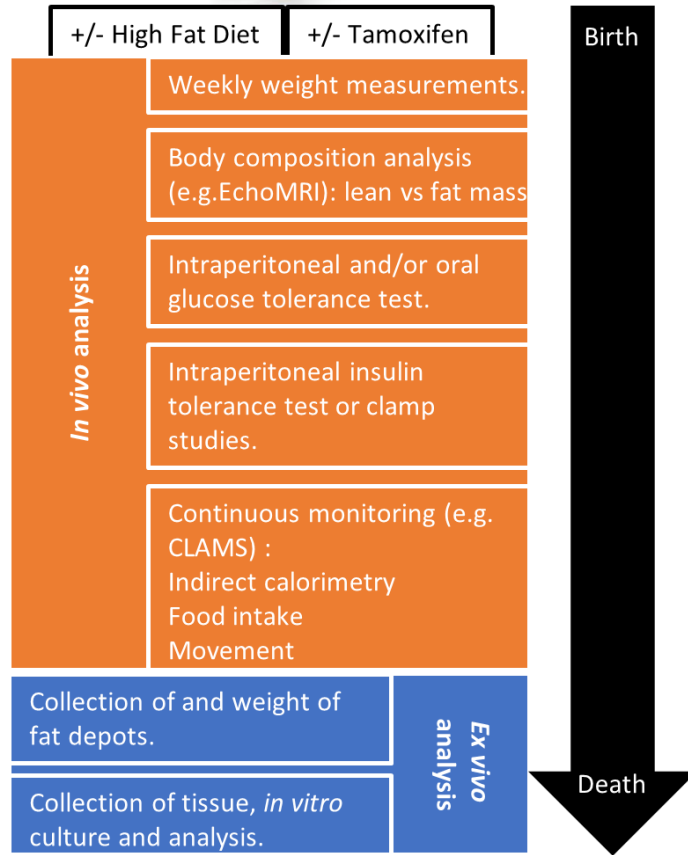 +/- High Fat Diet
+/- Tamoxifen
Birth
In vivo analysis
Weekly weight measurements.
Body composition analysis
(e.g.EchoMRI): lean vs fat mass
Intraperitoneal and/or oral
glucose tolerance test.
Intraperitoneal insulin
tolerance test or clamp
studies.
Continuous monitoring (e.g.
CLAMS) :
Indirect calorimetry
Food intake
Movement
Collection of and weight of
fat depots.
Collection of tissue, in vitro
culture and analysis.
Ex vivo
analysis
Death